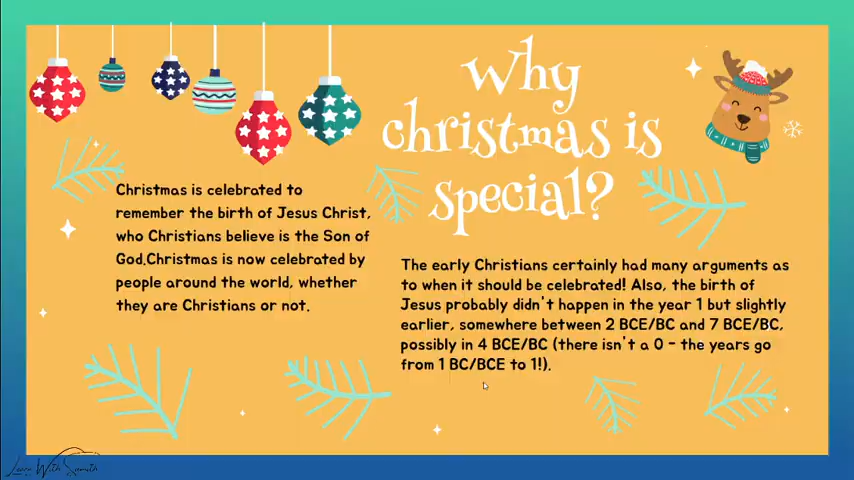 Why
christmas is
special?
Christmas is celebrated to
remember the birth of Jesus Christ,
who Christians believe is the Son of
God.Christmas is now celebrated by
people around the world, whether
they are Christians or not.
The early Christians certainly had many arguments as
to when it should be celebrated! Also, the birth of
Jesus probably didn't happen in the year 1 but slightly
earlier, somewhere between 2 BCE/BC and 7 BCE/BC,
possibly in 4 BCE/BC (there isn't a 0 - the years go
from 1 BC/BCE to 1!).